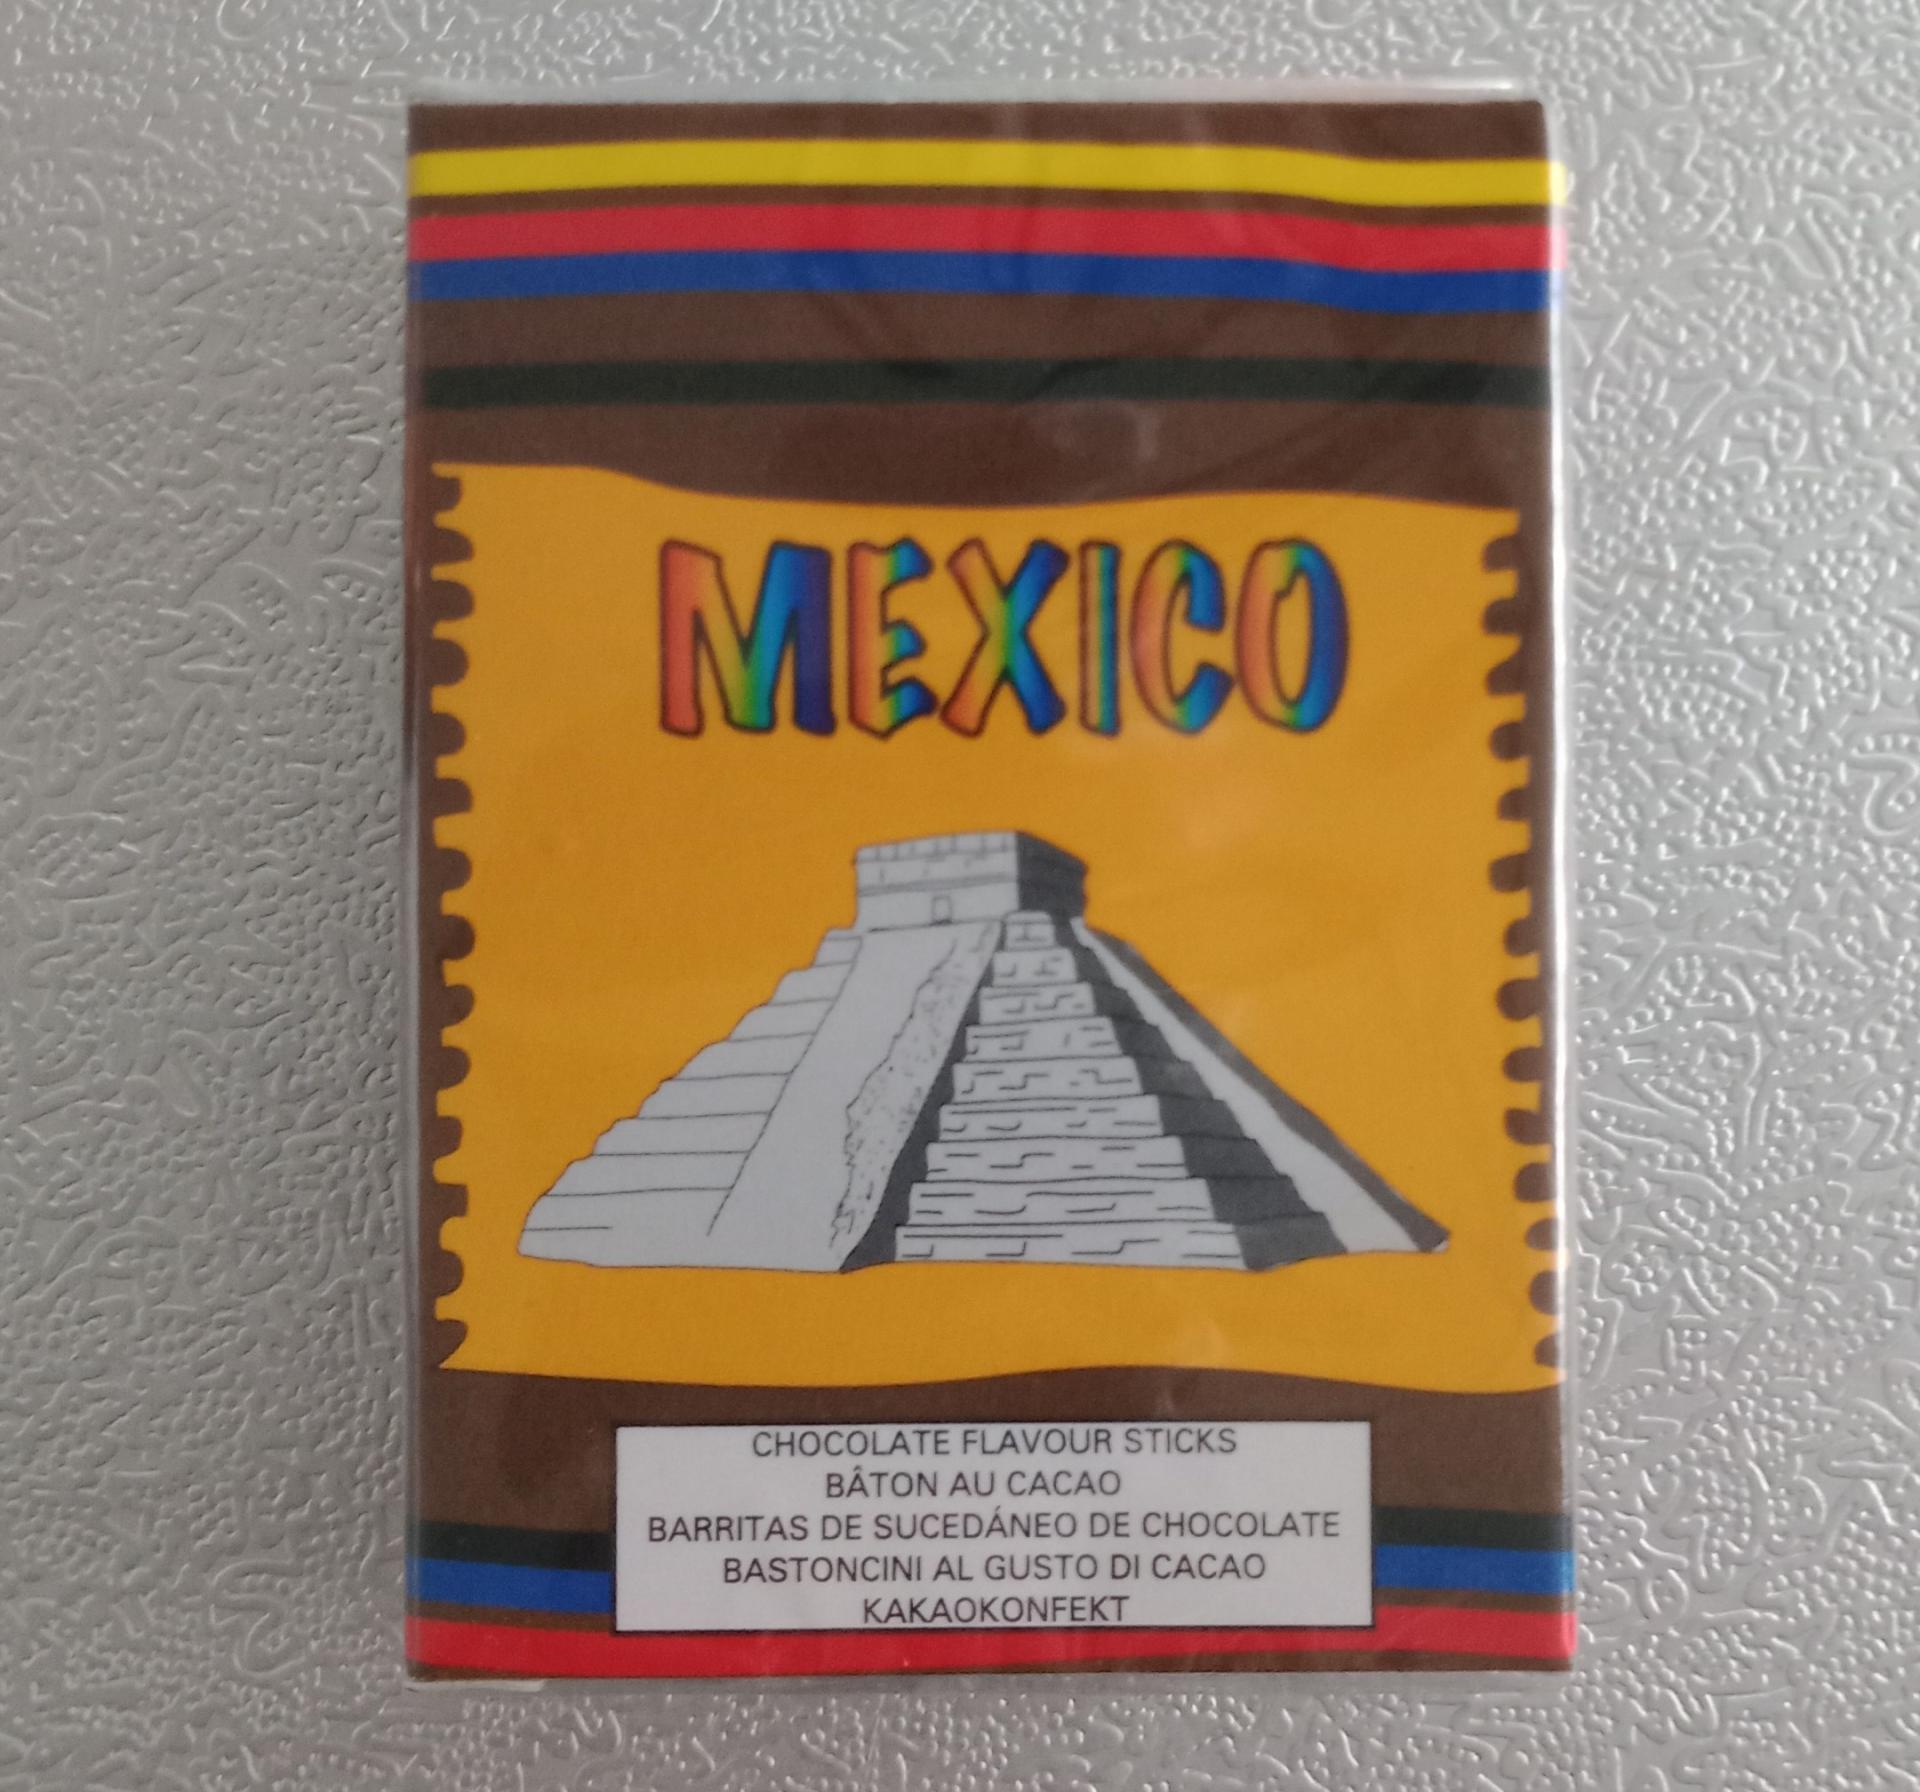 MEXICO
CHOCOLATE FLAVOUR STICKS
BÂTON AU CACAO
BARRITAS DE SUCEDÁNEO DE CHOCOLATE
BASTONCINI AL GUSTO DI CACAO
KAKAOKONFEKT